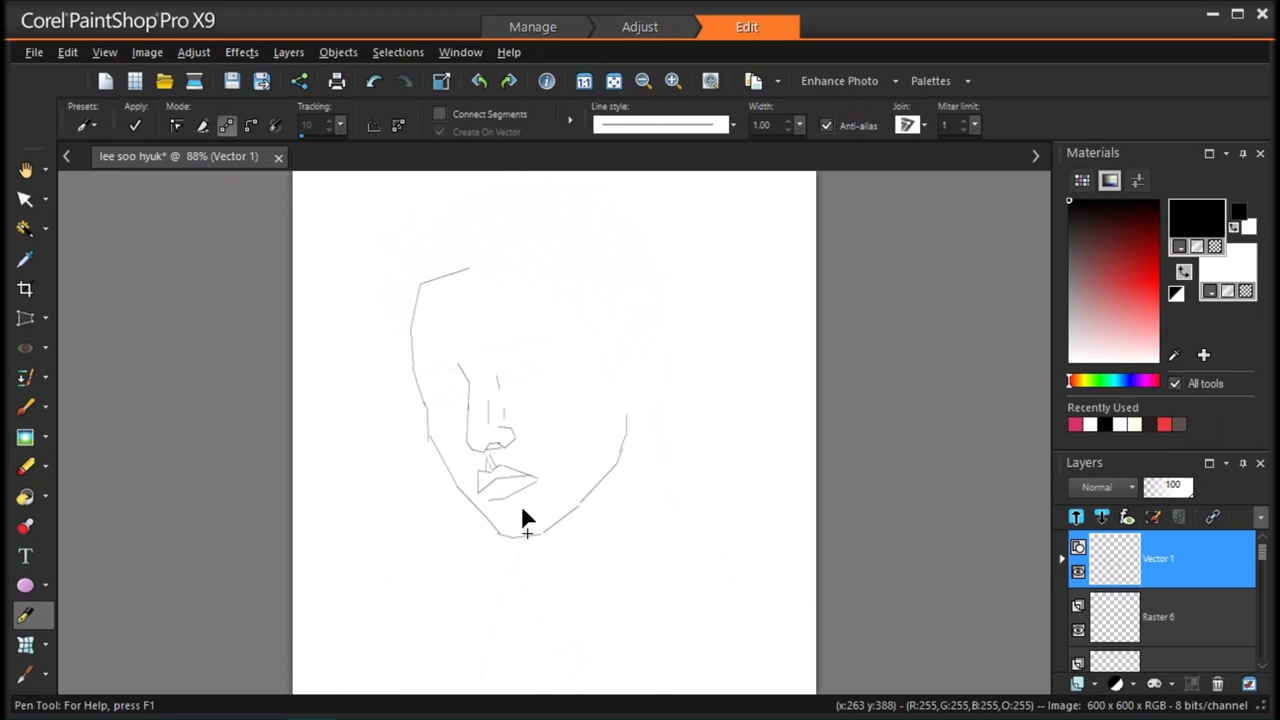 Corel PaintShop Pro X9
Manage Adjust Edit
File Edit View Image Adjust Effects Layers Objects Selections Window Help
Enhance Photo Palettes
Presets: Apply: Mode: Tracking: Connect Segments Line style: Width: Join: Miter limit:
10 Create On Vector 1.00 Anti-alias 1
lee soo hyuk* @ 88% (Vector 1)
Materials
All tools
Recently Used
Layers
Normal 100
Vector 1
Raster 6
Pen Tool: For Help, press F1 (x:263 y:388) - (R:255,G:255,B:255,O:255) -- Image: 600 x 600 x RGB - 8 bits/channel